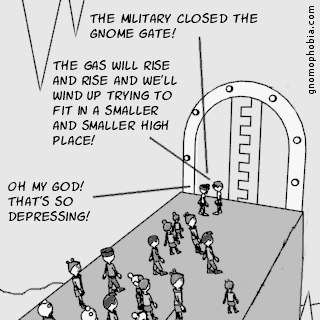 THE MILITARY CLOSED THE
GNOME GATE!
THE GAS WILL RISE
AND RISE AND WE'LL
WIND UP TRYING TO
FIT IN A SMALLER
AND SMALLER HIGH
PLACE!
OH MY GOD!
THAT'S SO
DEPRESSING!
gnomophobia.com